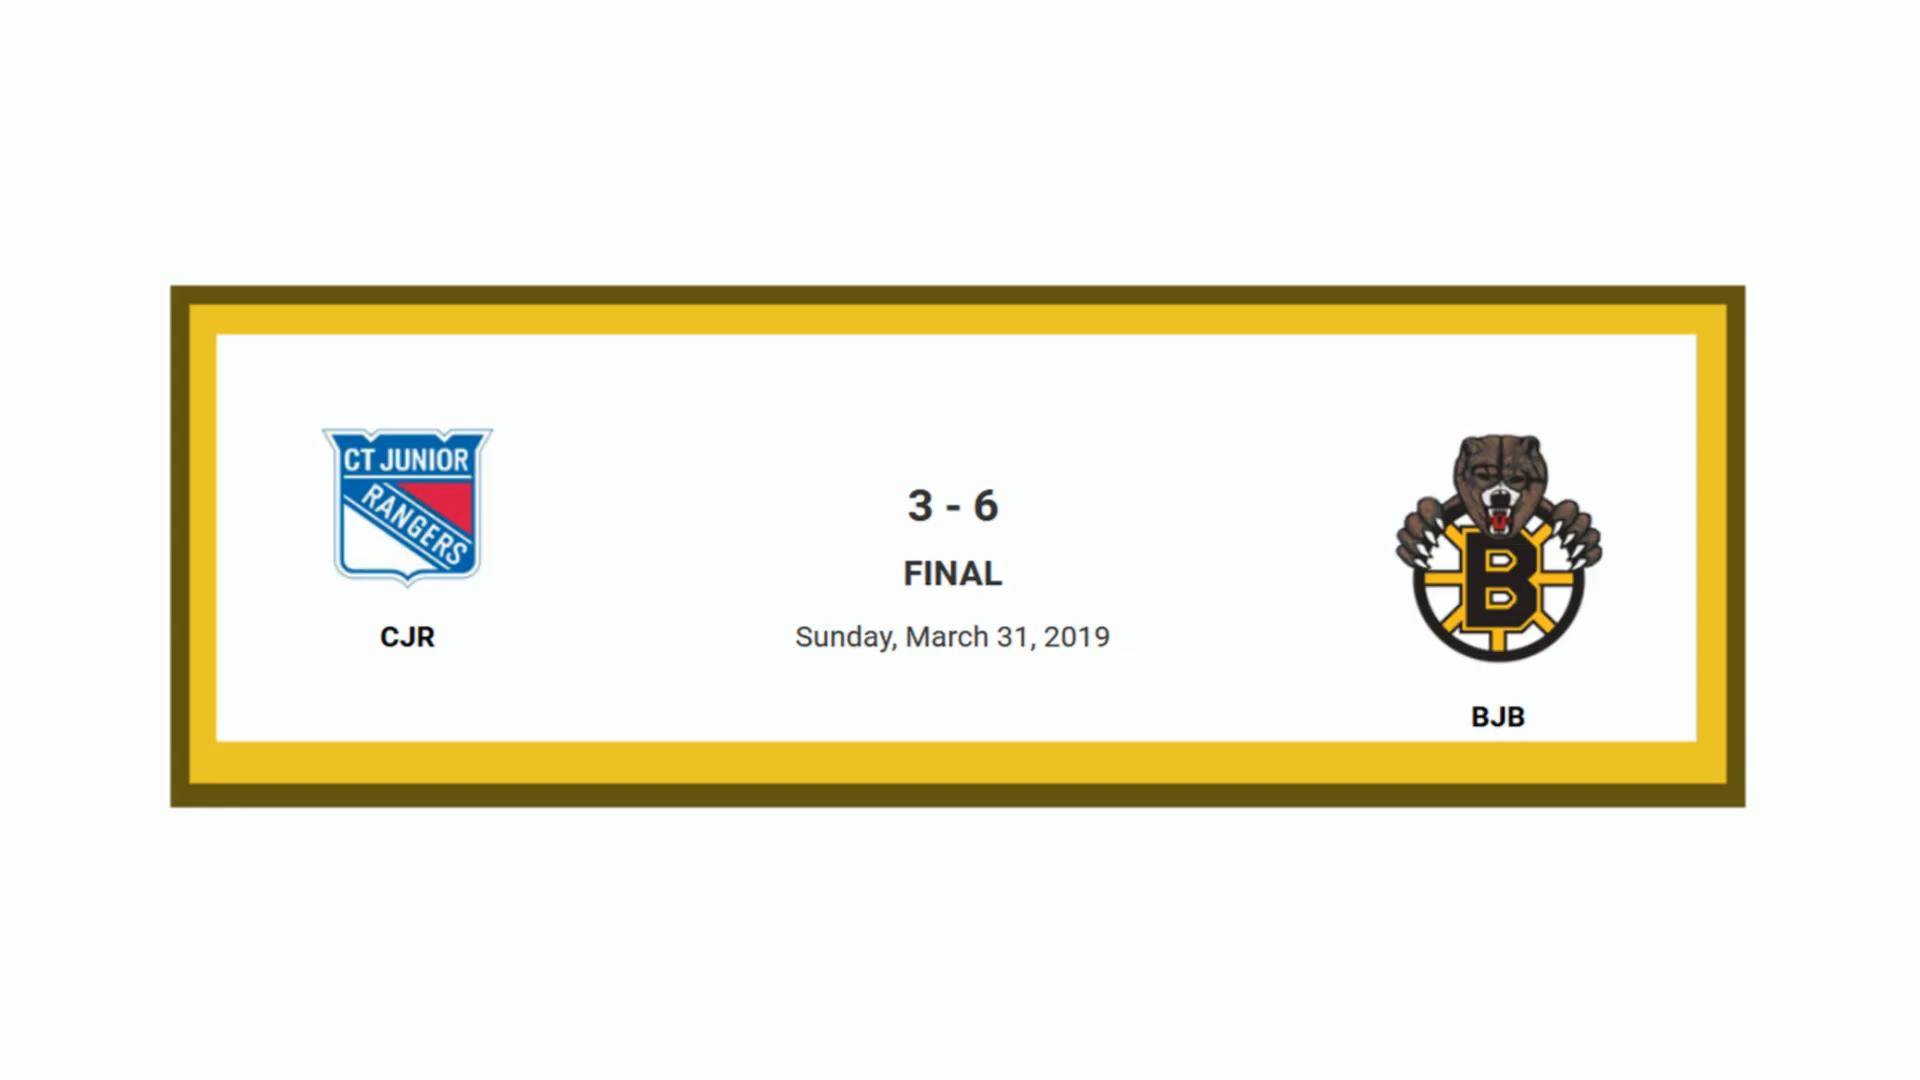 CT JUNIOR
RANGERS
CJR
3 - 6
FINAL
Sunday, March 31, 2019
B
BJB